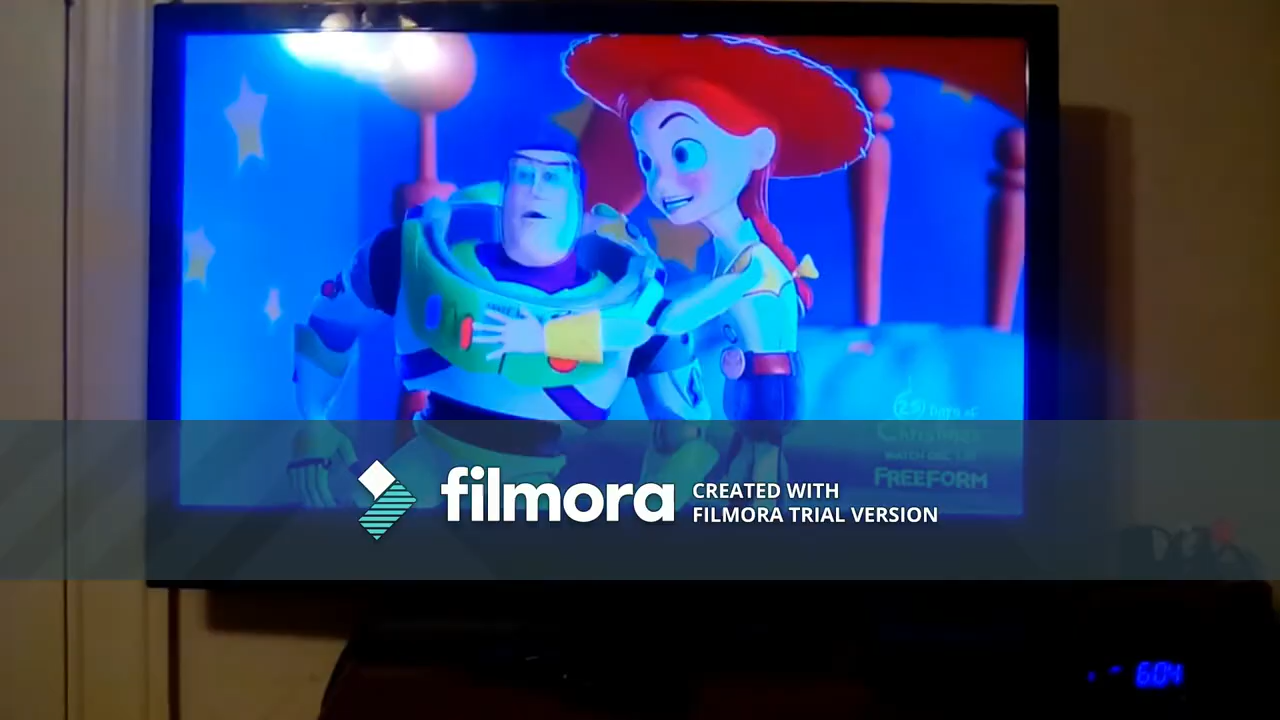 (25) Days of
Christmas
FREEFORM
filmora
CREATED WITH
FILMORA TRIAL VERSION
6:04